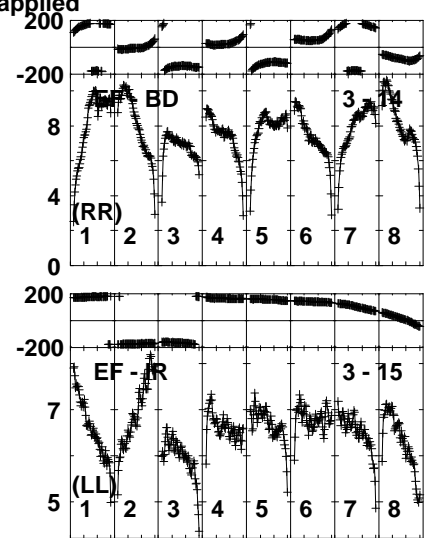 applied
200
-200
EF - BD 3 - 14
8
4
(RR)
1 2 3 4 5 6 7 8
0
200
-200
EF - IR 3 - 15
7
(LL)
5
1 2 3 4 5 6 7 8